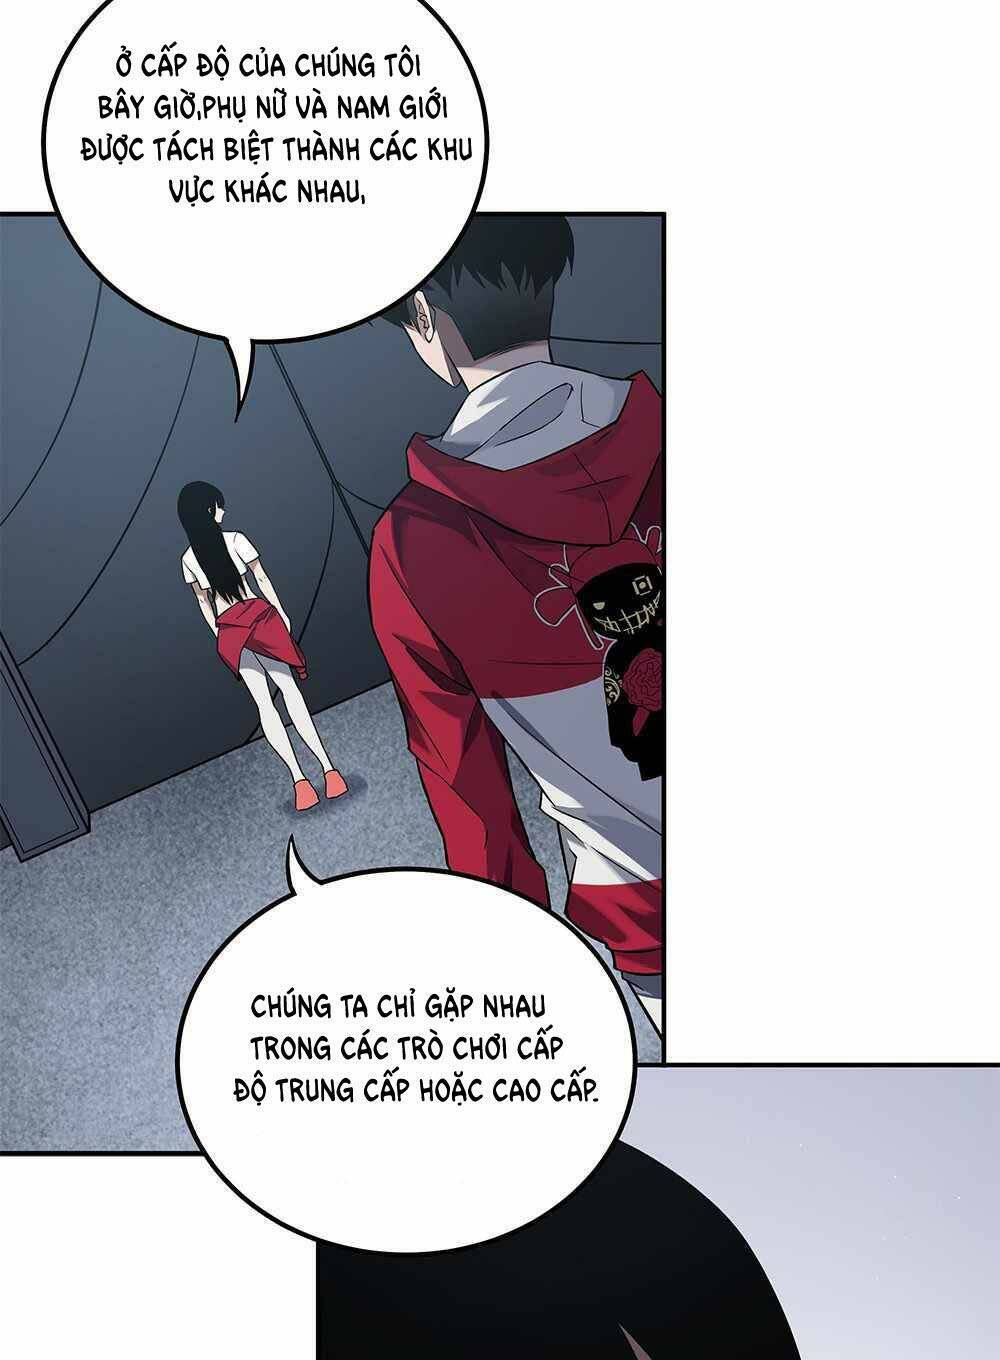 Ở CẤP ĐỘ CỦA CHÚNG TÔI
BÂY GIỜ,PHỤ NỮ VÀ NAM GIỚI
ĐƯỢC TÁCH BIỆT THÀNH CÁC KHU
VỰC KHÁC NHAU,
CHÚNG TA CHỈ GẶP NHAU
TRONG CÁC TRÒ CHƠI CẤP
ĐỘ TRUNG CẤP HOẶC CAO CẤP.